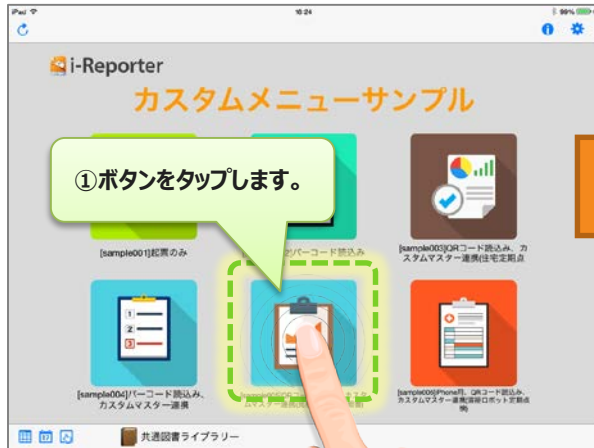 iPad
16:24
99%
i-Reporter
カスタムメニューサンプル
①ボタンをタップします。
[sample001]起票のみ
バーコード読込み
[sample003]QRコード読込み、カ
スタムマスター連携(住宅定期点
[sample004]バーコード読込み、
カスタムマスター連携
[sample006]iPhone用、QRコード読込み、
カスタムマスター連携(溶接ロボット定期点
検)
共通図書ライブラリー